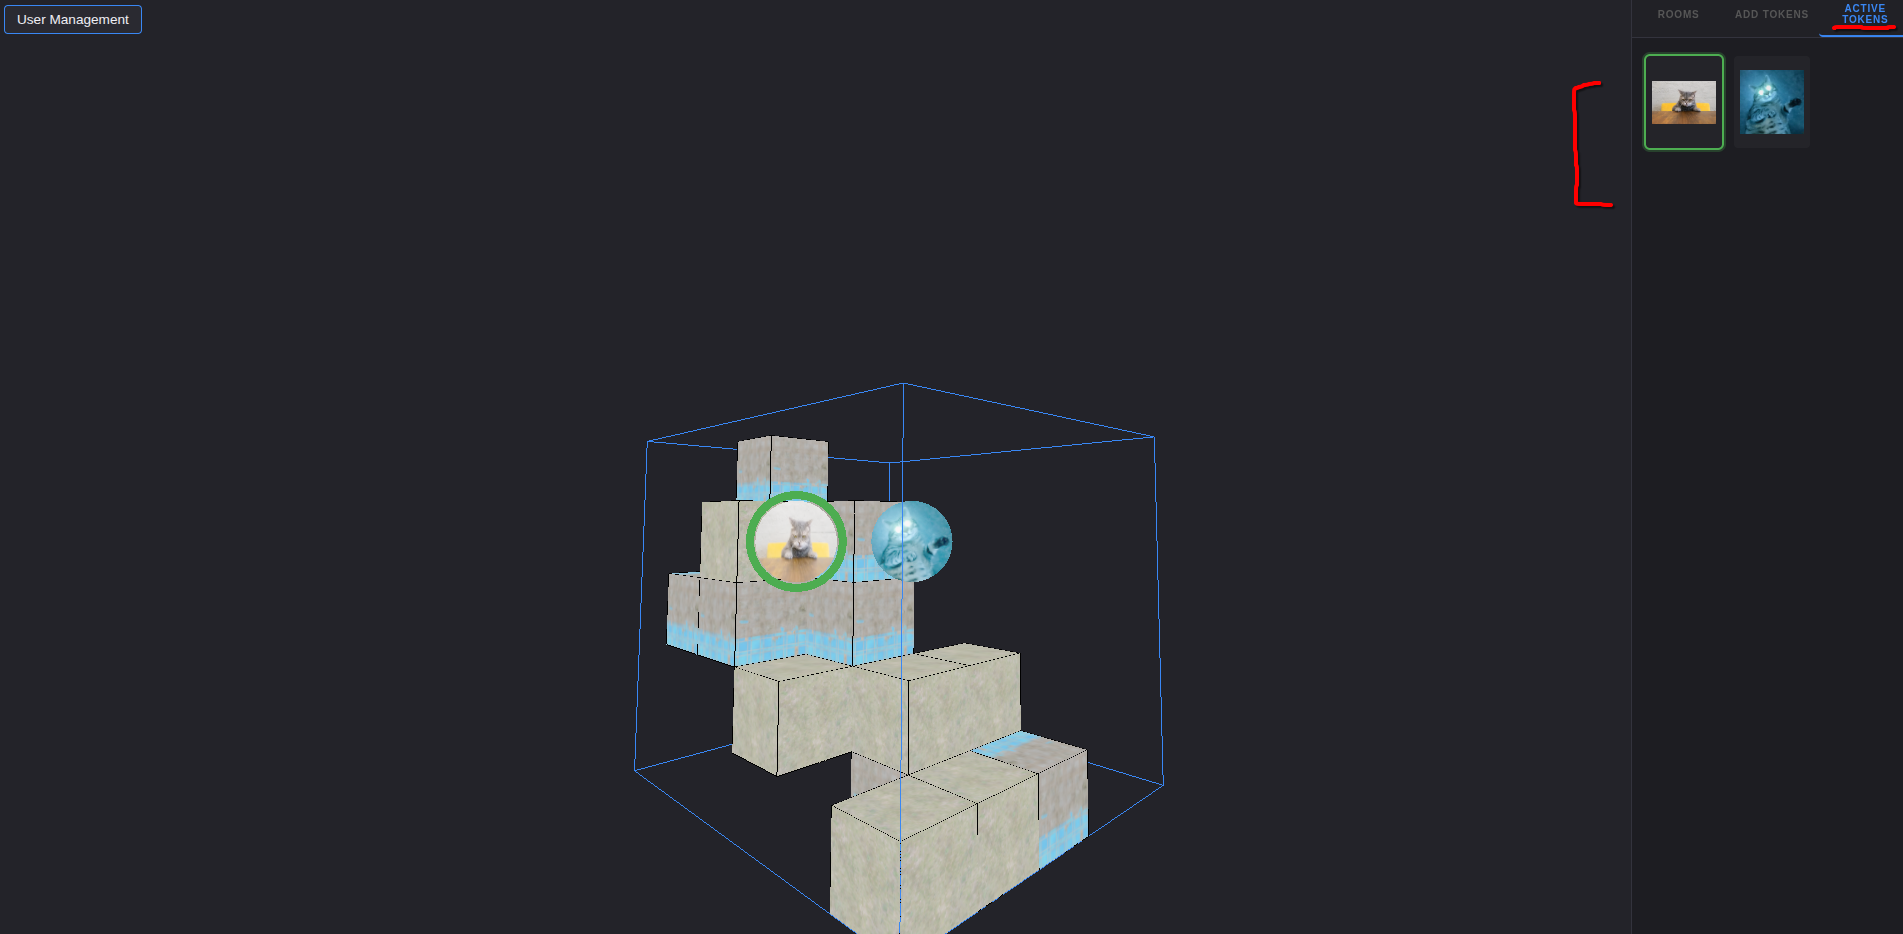 User Management
ROOMS
ADD TOKENS
ACTIVE
TOKENS